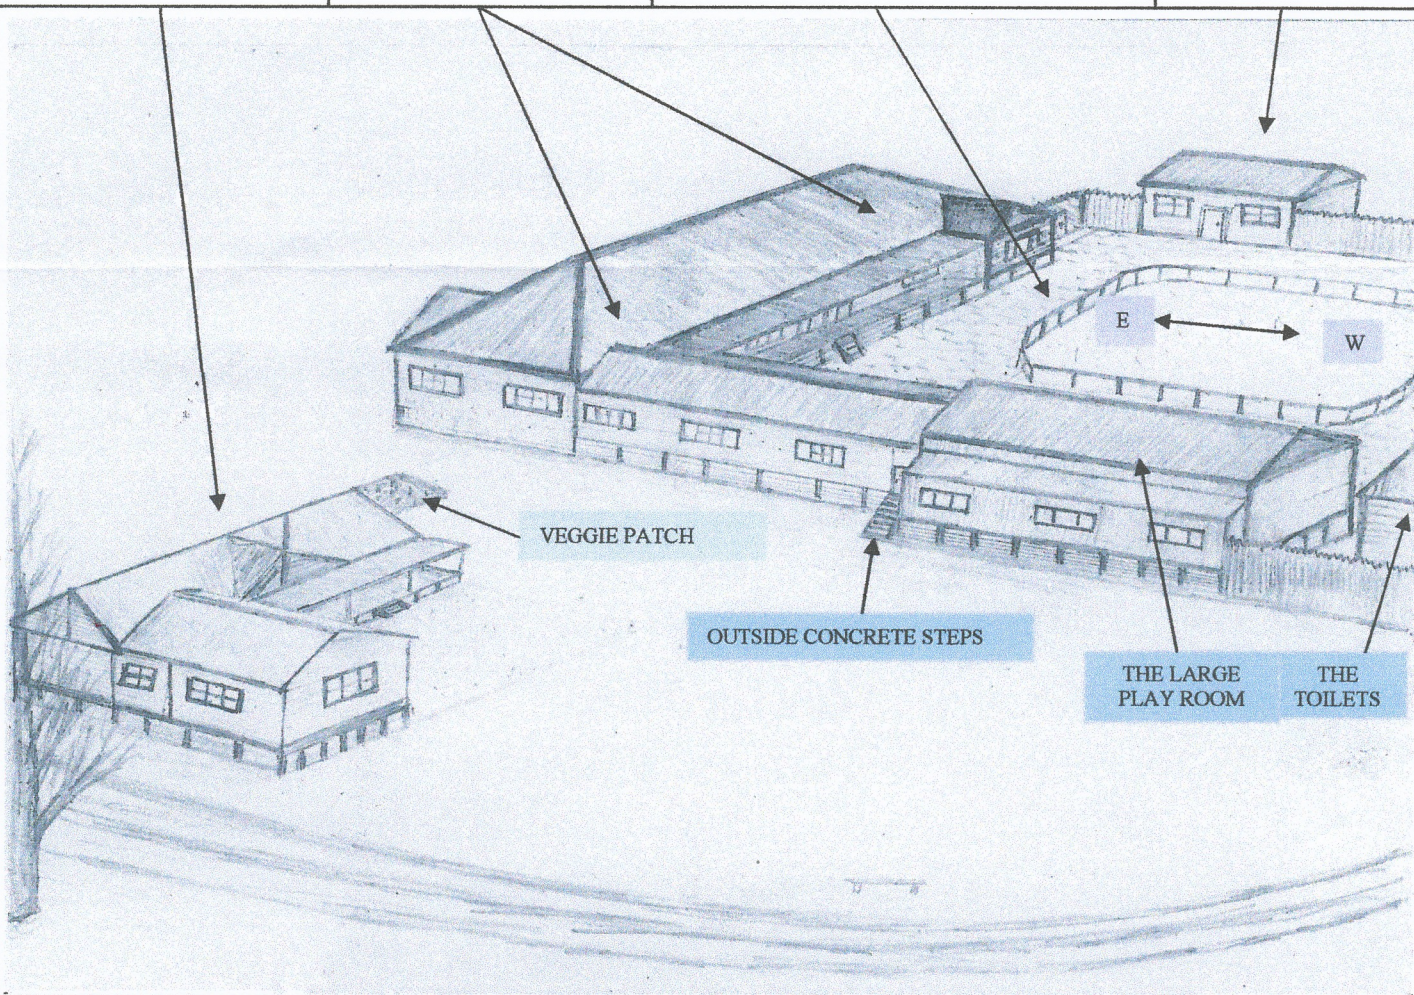 E
W
VEGGIE PATCH
OUTSIDE CONCRETE STEPS
THE LARGE
PLAY ROOM
THE
TOILETS